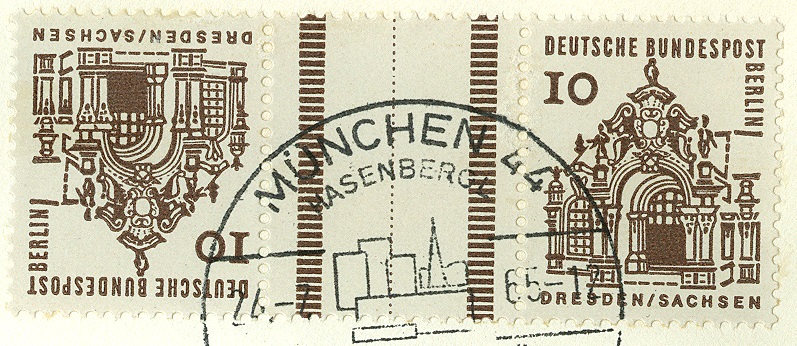 DRESDEN/SACHSEN
BERLIN
10
DEUTSCHE BUNDESPOST
MÜNCHEN 44
HASENBERGL
DEUTSCHE BUNDESPOST
BERLIN
10
DRESDEN/SACHSEN